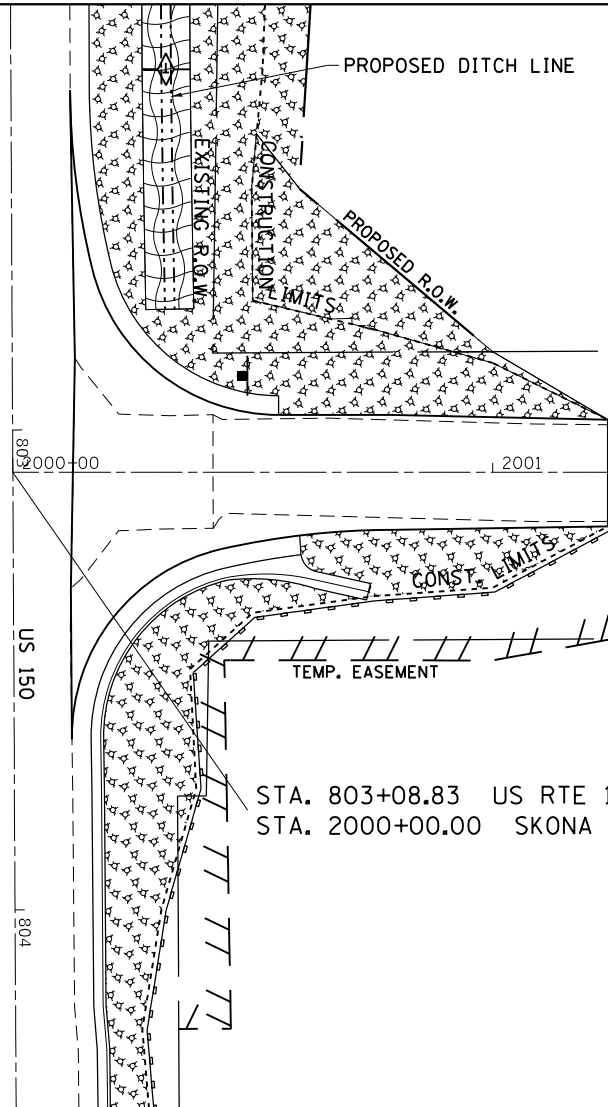 PROPOSED DITCH LINE
EXISTING R.O.W.
CONSTRUCTION
LIMITS
PROPOSED R.O.W.
803
2000+00
2001
CONST. LIMITS
US 150
TEMP. EASEMENT
STA. 803+08.83 US RTE 1
STA. 2000+00.00 SKONA
804